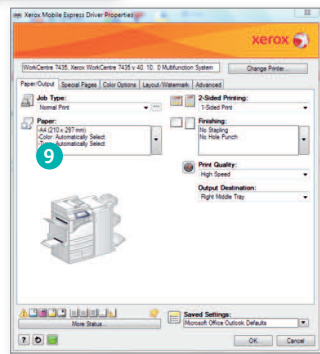 Xerox Mobile Express Driver Properties
xerox
WorkCentre 7435, Xerox WorkCentre 7435 v 40. 10. 0 Multifunction System
Change Printer...
Paper/Output Special Pages Color Options Layout/Watermark Advanced
Job Type:
Normal Print
2-Sided Printing:
1-Sided Print
Paper:
-A4 (210 x 297 mm)
-Color: Automatically Select
Automatically Select
9
Finishing:
No Stapling
No Hole Punch
Print Quality:
High Speed
Output Destination:
Right Middle Tray
More Status...
Saved Settings:
Microsoft Office Outlook Defaults
OK Cancel